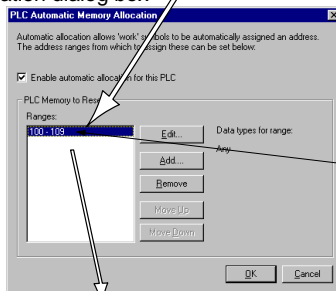 ation dialog box
PLC Automatic Memory Allocation
Automatic allocation allows 'work' symbols to be automatically assigned an address.
The address ranges from which to assign these can be set below:
Enable automatic allocation for this PLC
PLC Memory to Reserve
Ranges:
100 - 109
Edit...
Data types for range:
Any
Add....
Remove
Move Up
Move Down
OK
Cancel